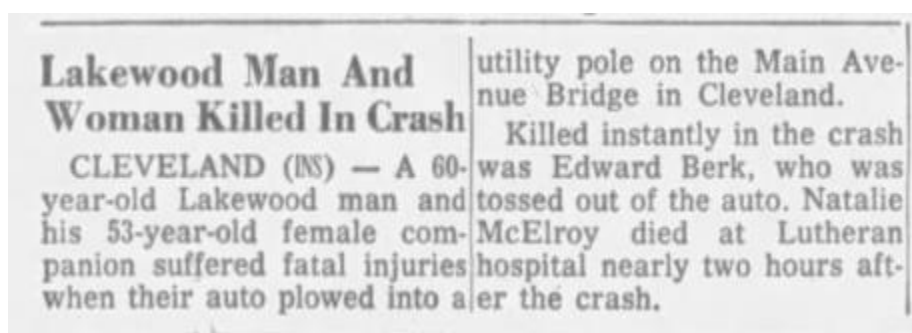 Lakewood Man And
Woman Killed In Crash
CLEVELAND (INS) — A 60-
year-old Lakewood man and
his 53-year-old female com-
panion suffered fatal injuries
when their auto plowed into a
utility pole on the Main Ave-
nue Bridge in Cleveland.
Killed instantly in the crash
was Edward Berk, who was
tossed out of the auto. Natalie
McElroy died at Lutheran
hospital nearly two hours aft-
er the crash.